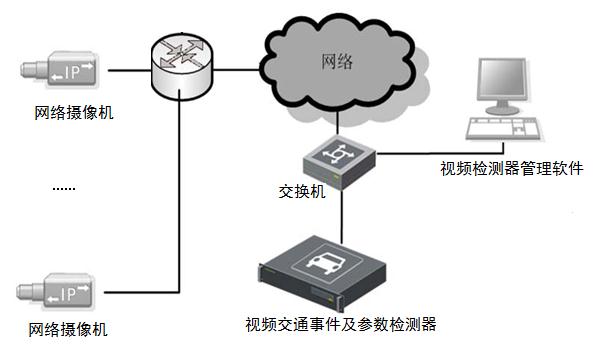 IP
网络
网络摄像机
视频检测器管理软件
交换机
......
IP
网络摄像机
视频交通事件及参数检测器